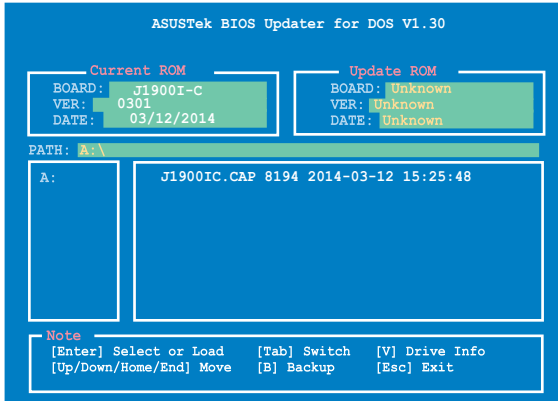 ASUSTek BIOS Updater for DOS V1.30
Current ROM
BOARD: J1900I-C
VER: 0301
DATE: 03/12/2014
Update ROM
BOARD: Unknown
VER: Unknown
DATE: Unknown
PATH: A:\
A:
J1900IC.CAP 8194 2014-03-12 15:25:48
Note
[Enter] Select or Load [Tab] Switch [V] Drive Info
[Up/Down/Home/End] Move [B] Backup [Esc] Exit